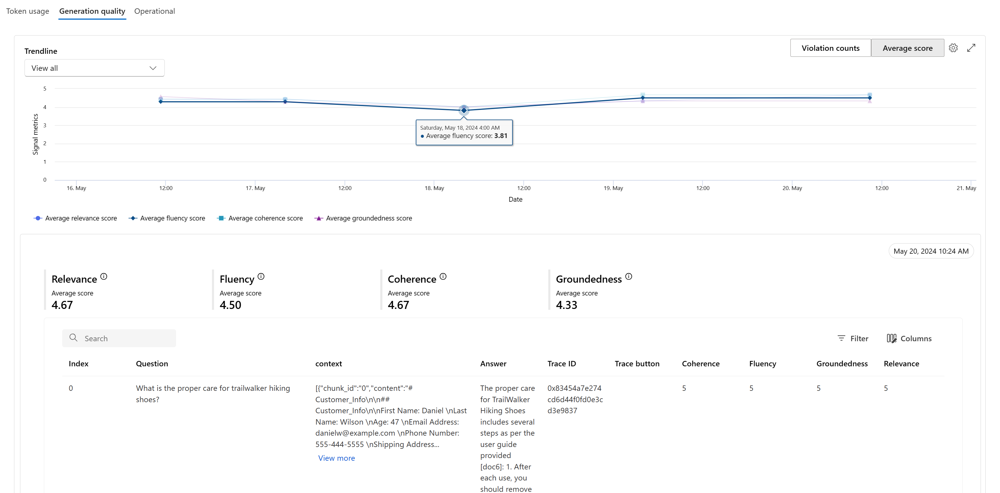 Token usage
Generation quality
Operational
Trendline
Violation counts
Average score
View all
Signal metrics
5
4
3
2
1
0
Saturday, May 18, 2024 4:00 AM
Average fluency score: 3.81
16. May
12:00
17. May
12:00
18. May
12:00
19. May
12:00
20. May
12:00
21. May
Date
Average relevance score
Average fluency score
Average coherence score
Average groundedness score
May 20, 2024 10:24 AM
Relevance
Average score
4.67
Fluency
Average score
4.50
Coherence
Average score
4.67
Groundedness
Average score
4.33
Search
Filter
Columns
Index
Question
context
Answer
Trace ID
Trace button
Coherence
Fluency
Groundedness
Relevance
0
What is the proper care for trailwalker hiking
shoes?
[{"chunk_id":"0","content":"#
Customer_Info\n\n##
Customer_Info\n\nFirst Name: Daniel \nLast
Name: Wilson \nAge: 47 \nEmail Address:
danielw@example.com \nPhone Number:
555-444-5555 \nShipping Address...
View more
The proper care
for TrailWalker
Hiking Shoes
includes several
steps as per the
user guide
provided
[doc6]: 1. After
each use, you
should remove
0x83454a7e274
cd6d44f0fd0e3c
d3e9837
5
5
5
5